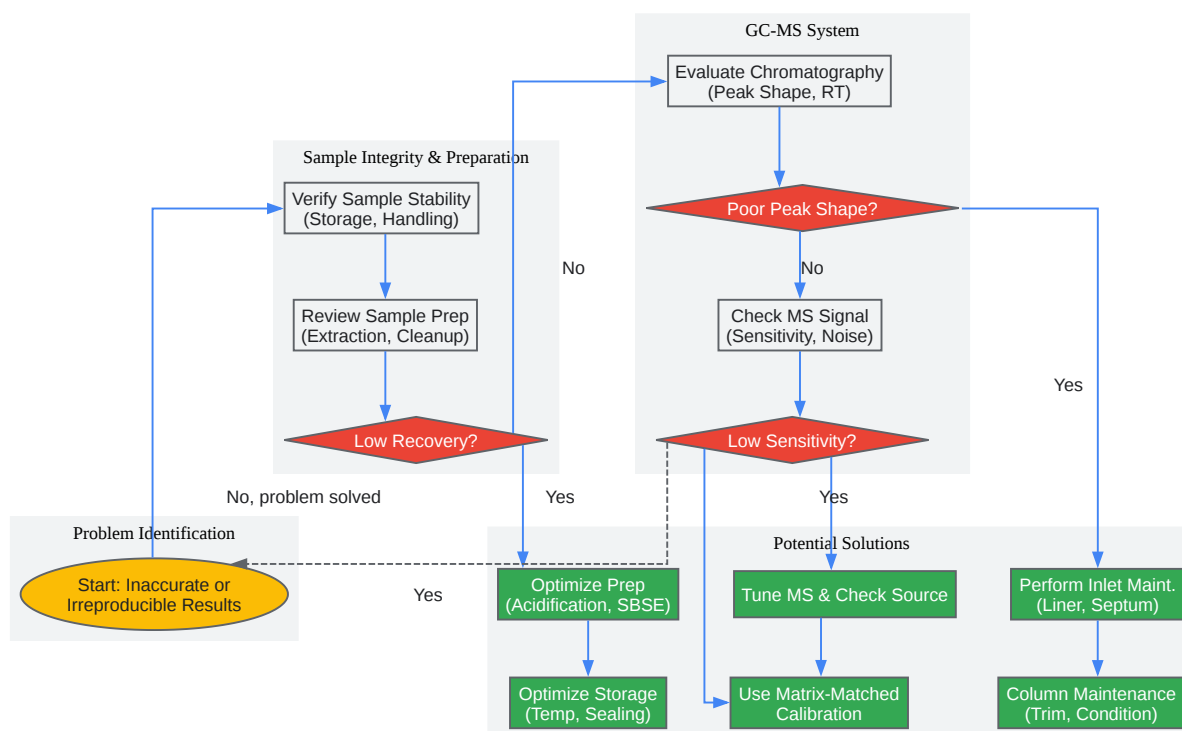 GC-MS System
Evaluate Chromatography
(Peak Shape, RT)
Sample Integrity & Preparation
Verify Sample Stability
(Storage, Handling)
Poor Peak Shape?
No
No
Review Sample Prep
(Extraction, Cleanup)
Check MS Signal
(Sensitivity, Noise)
Yes
Low Recovery?
Low Sensitivity?
No, problem solved
Yes
Yes
Problem Identification
Potential Solutions
Start: Inaccurate or
Irreproducible Results
Yes
Optimize Prep
(Acidification, SBSE)
Tune MS & Check Source
Perform Inlet Maint.
(Liner, Septum)
Optimize Storage
(Temp, Sealing)
Use Matrix-Matched
Calibration
Column Maintenance
(Trim, Condition)